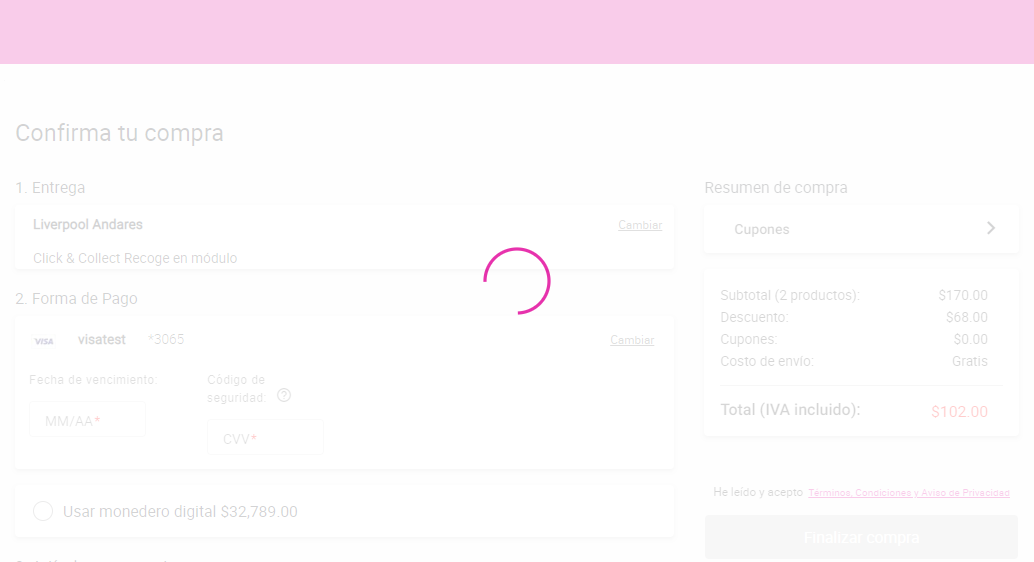 Confirma tu compra
1. Entrega
Liverpool Andares
Cambiar
Click & Collect Recoge en módulo
2. Forma de Pago
VISA visatest *3065
Cambiar
Fecha de vencimiento:
MM/AA*
Código de
seguridad: ?
CVV*
Usar monedero digital $32,789.00
Resumen de compra
Cupones
Subtotal (2 productos): $170.00
Descuento: $68.00
Cupones: $0.00
Costo de envío: Gratis
Total (IVA incluido): $102.00
He leído y acepto Términos, Condiciones y Aviso de Privacidad
Finalizar compra